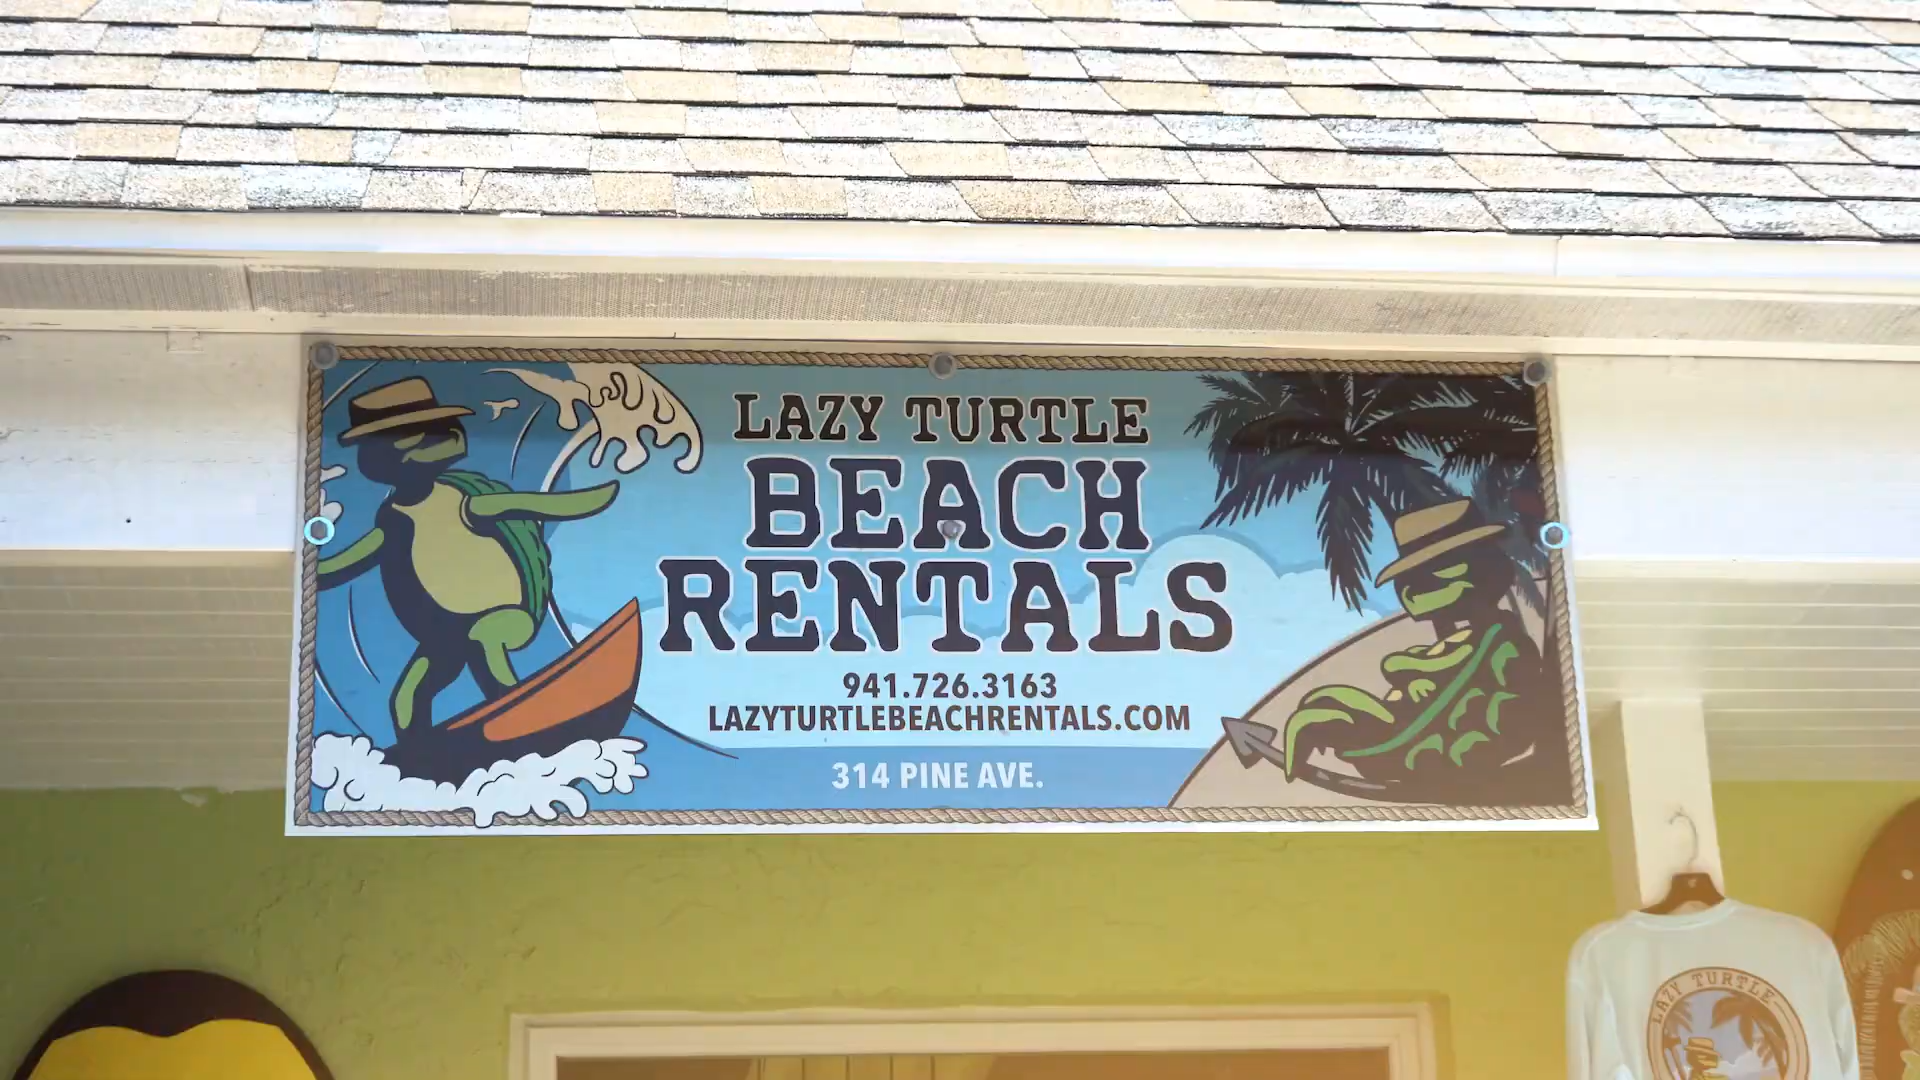 LAZY TURTLE
BEACH
RENTALS
941.726.3163
LAZYTURTLEBEACHRENTALS.COM
314 PINE AVE.
LAZY TURTLE